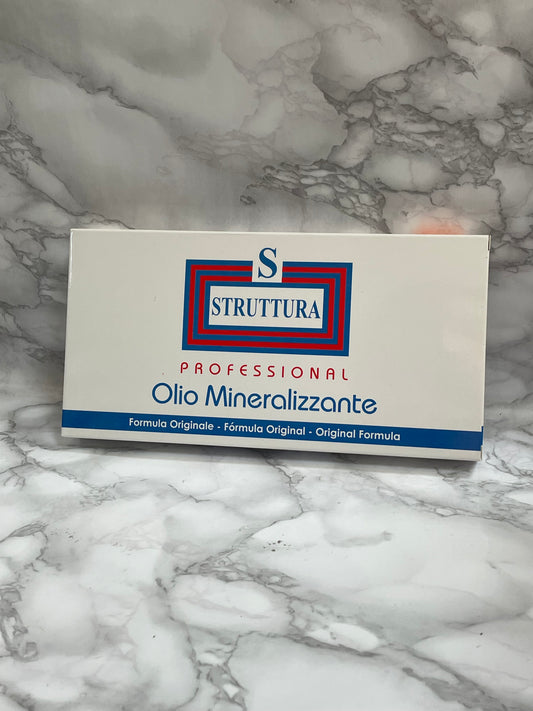 S
STRUTTURA
PROFESSIONAL
Olio Mineralizzante
Formula Originale - Fórmula Original - Original Formula